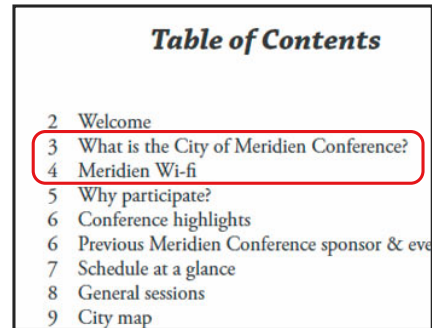 Table of Contents
2 Welcome
3 What is the City of Meridien Conference?
4 Meridien Wi-fi
5 Why participate?
6 Conference highlights
6 Previous Meridien Conference sponsor & eve
7 Schedule at a glance
8 General sessions
9 City map